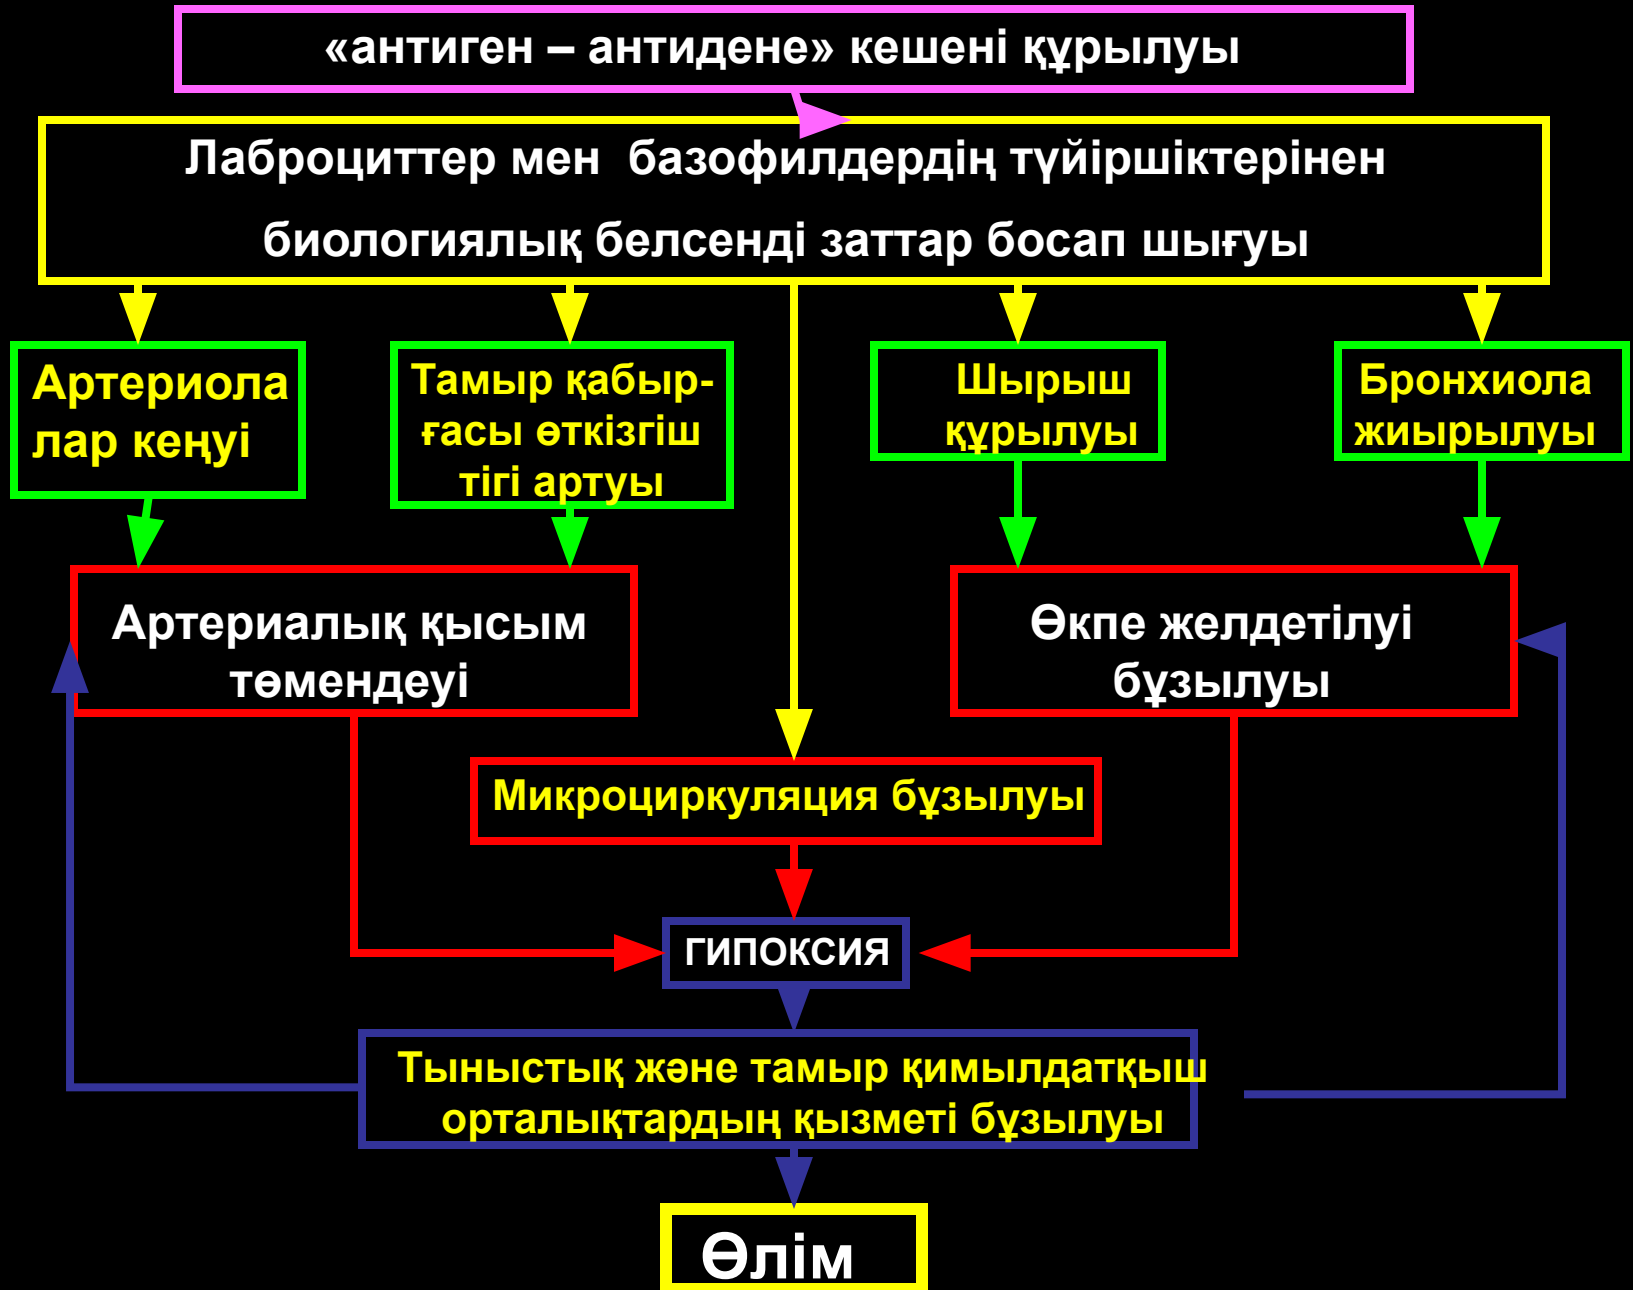 «антиген – антидене» кешені құрылуы
Лаброциттер мен базофилдердің түйіршіктерінен
биологиялық белсенді заттар босап шығуы
Артериола
лар кеңуі
Тамыр қабыр-
ғасы өткізгіш
тігі артуы
Шырыш
құрылуы
Бронхиола
жиырылуы
Артериалық қысым
төмендеуі
Өкпе желдетілуі
бұзылуы
Микроциркуляция бұзылуы
ГИПОКСИЯ
Тыныстық және тамыр қимылдатқыш
орталықтардың қызметі бұзылуы
Өлім